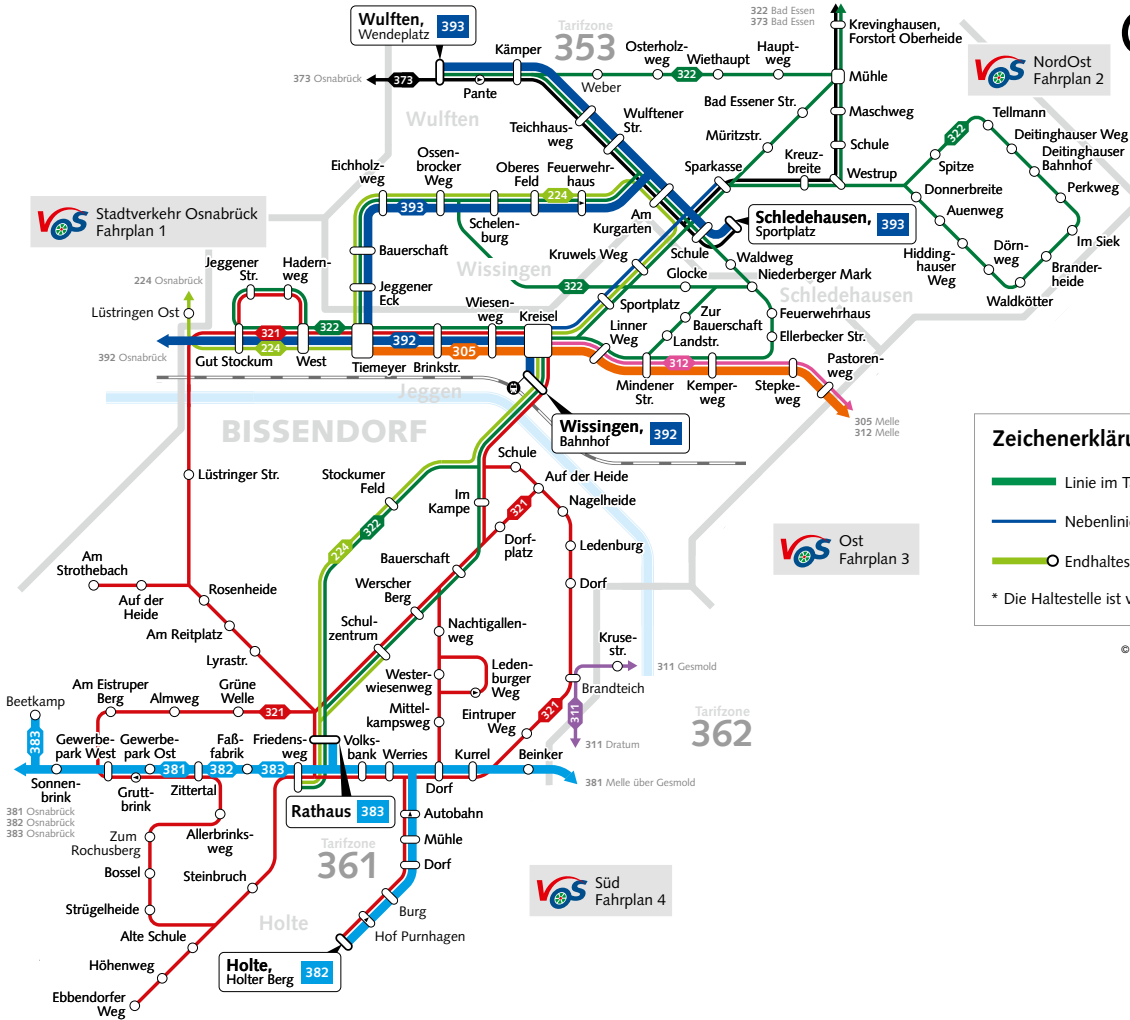 322 Bad Essen
373 Bad Essen
Wulften,
Wendeplatz
393
Tarifzone
353
Krevinghausen,
Forstort Oberheide
Kämper
Osterholz-
weg
Wiethaupt
Haupt-
weg
322
Weber
373 Osnabrück
373
Pante
Mühle
VOS
NordOst
Fahrplan 2
Wulften
Bad Essener Str.
Maschweg
Wulftener
Str.
Teichhaus-
weg
Müritzstr.
Schule
Tellmann
322
Deitinghauser Weg
Deitinghauser
Bahnhof
Spitze
Perkweg
Eichholz-
weg
Ossen-
brocker
Weg
Oberes
Feld
Feuerwehr-
haus
224
393
Sparkasse
Kreuz-
breite
Westrup
Donnerbreite
Auenweg
VOS
Stadtverkehr Osnabrück
Fahrplan 1
Schelen-
burg
Am
Kurgarten
Schledehausen,
Sportplatz
393
Im Siek
Hidding-
hauser
Weg
Dörn-
weg
Brander-
heide
Waldkötter
Bauerschaft
Kruwels Weg
Schule
Waldweg
Jeggener
Str.
Hadern-
weg
Wissingen
Glocke
Niederberger Mark
224 Osnabrück
Jeggener
Eck
322
Schledehausen
Lüstringen Ost
Wiesen-
weg
Kreisel
Sportplatz
Zur
Bauerschaft
Feuerwehrhaus
Linner
Weg
Landstr.
Ellerbecker Str.
321
322
392
224
305
312
392 Osnabrück
Gut Stockum
West
Tiemeyer
Brinkstr.
Pastoren-
weg
Mindener
Str.
Kemper-
weg
Stepke-
weg
Jeggen
305 Melle
312 Melle
BISSENDORF
Wissingen,
Bahnhof
392
Zeichenerkläru
Linie im T
Nebenlinie
Endhaltes
* Die Haltestelle ist v
©
Schule
Auf der Heide
Nagelheide
Lüstringer Str.
Stockumer
Feld
Im
Kampe
321
322
224
Dorf-
platz
Ledenburg
VOS
Ost
Fahrplan 3
Am
Strothebach
Auf der
Heide
Rosenheide
Bauerschaft
Werscher
Berg
Dorf
Am Reitplatz
Schul-
zentrum
Nachtigallen-
weg
Lyrastr.
Kruse-
str.
311 Gesmold
Wester-
wiesenweg
Leden-
burger
Weg
Brandteich
Am Eistruper
Berg
Almweg
Grüne
Welle
321
Beetkamp
Mittel-
kampsweg
Eintruper
Weg
321
311
Tarifzone
362
311 Datum
383
Gewerbe-
park West
Gewerbe-
park Ost
Faß-
fabrik
Friedens-
weg
Volks-
bank
Werries
Kurrel
Beinker
381
382
383
Sonnen-
brink
Grutt-
brink
Zittertal
Dorf
381 Melle über Gesmold
381 Osnabrück
382 Osnabrück
383 Osnabrück
Rathaus
383
Autobahn
Zum
Rochusberg
Allerbrinks-
weg
Mühle
Tarifzone
361
Bossel
Steinbruch
Dorf
VOS
Süd
Fahrplan 4
Strügelheide
Burg
Holte
Alte Schule
Hof Purnhagen
Höhenweg
Holte,
Holter Berg
382
Ebbendorfer
Weg